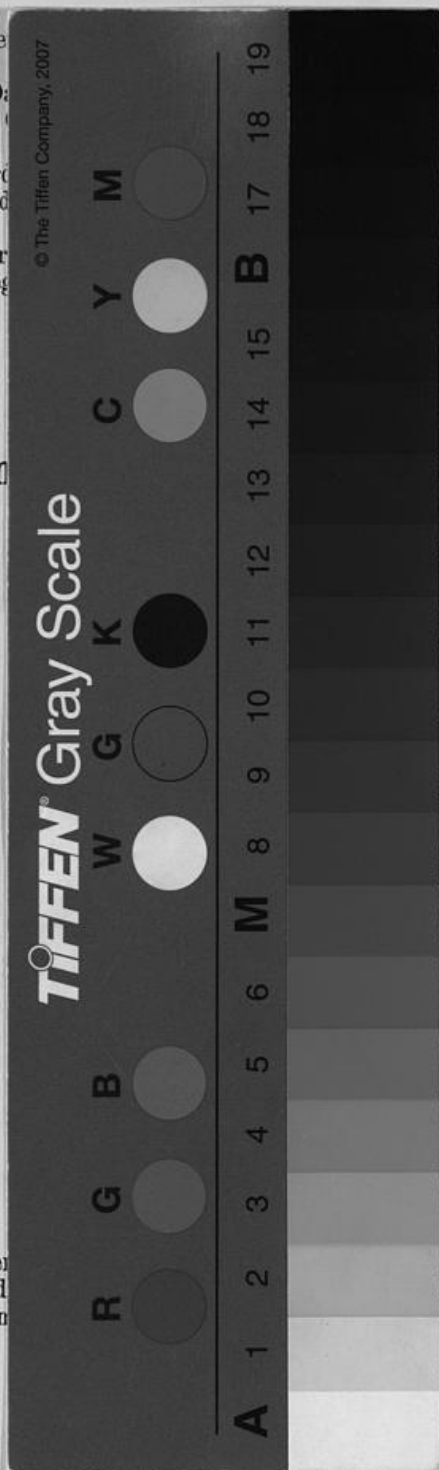 © The Tiffen Company, 2007
TIFFEN® Gray Scale
R G B W G K C Y M
A 1 2 3 4 5 6 M 8 9 10 11 12 13 14 15 B 17 18 19